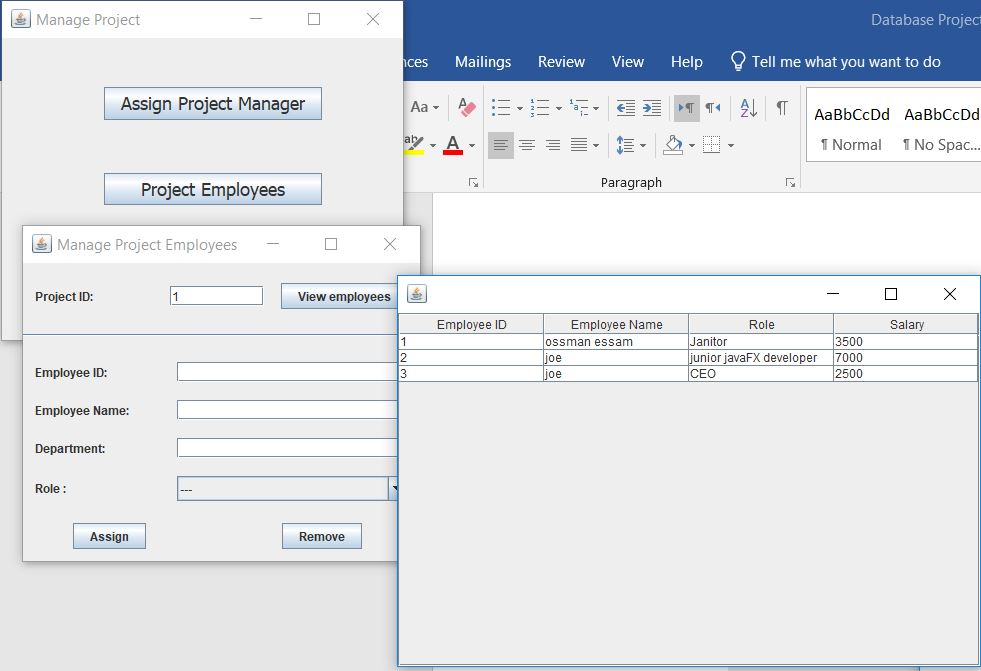 Manage Project
Database Project
Assign Project Manager
Project Employees
Mailings Review View Help Tell me what you want to do
Aa
A
ab
A
AaBbCcDd AaBbCcDd
¶ Normal ¶ No Spac...
Paragraph
Manage Project Employees
Project ID: 1 View employees
Employee ID:
Employee Name:
Department:
Role : ---
Assign Remove
Employee ID Employee Name Role Salary
1 ossman essam Janitor 3500
2 joe junior javaFX developer 7000
3 joe CEO 2500